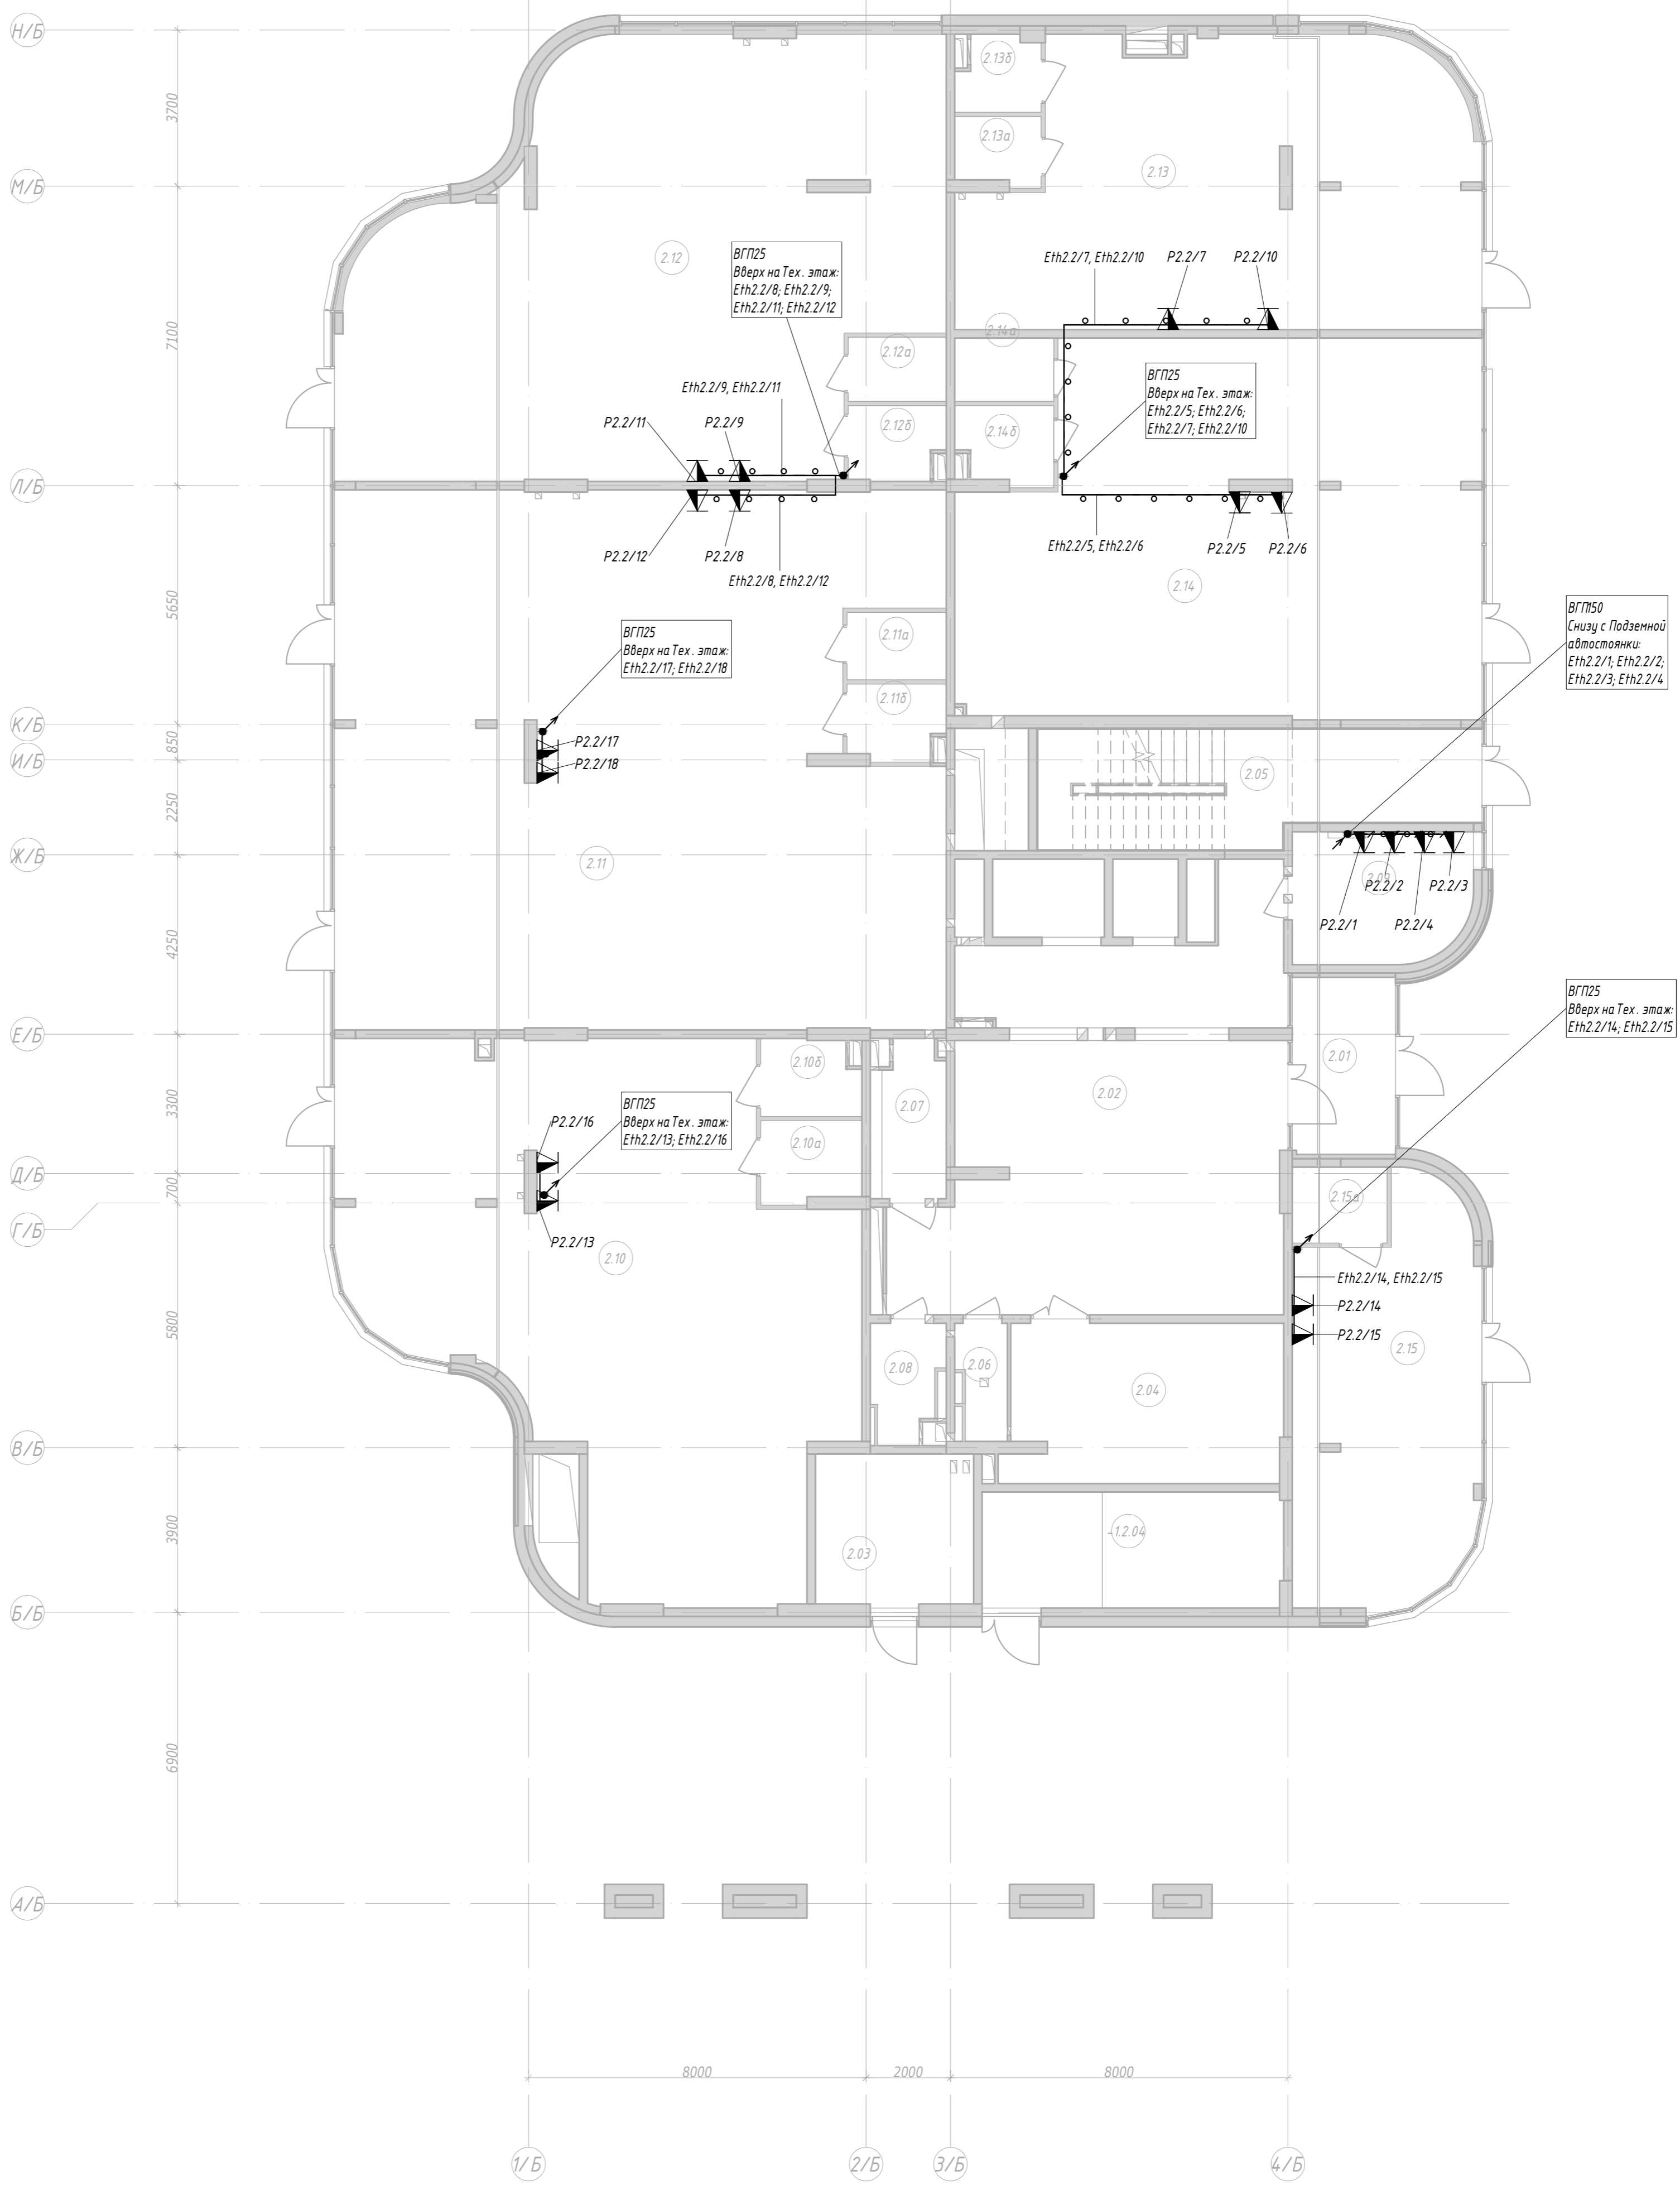 Н/Б
3700
2.13б
2.13а
2.13
М/Б
2.12
ВГП25
Вверх на Тех. этаж:
Eth2.2/8; Eth2.2/9;
Eth2.2/11; Eth2.2/12
Eth2.2/7, Eth2.2/10
P2.2/7
P2.2/10
7100
2.12а
2.14а
ВГП25
Вверх на Тех. этаж:
Eth2.2/5; Eth2.2/6;
Eth2.2/7; Eth2.2/10
Eth2.2/9, Eth2.2/11
P2.2/11
P2.2/9
2.12б
2.14б
Л/Б
P2.2/12
P2.2/8
Eth2.2/8, Eth2.2/12
Eth2.2/5, Eth2.2/6
P2.2/5
P2.2/6
2.14
5650
ВГП25
Вверх на Тех. этаж:
Eth2.2/17; Eth2.2/18
2.11а
2.11б
ВГП150
Снизу с Подземной
автостоянки:
Eth2.2/1; Eth2.2/2;
Eth2.2/3; Eth2.2/4
К/Б
850
P2.2/17
P2.2/18
И/Б
2.05
2250
Ж/Б
2.11
2.09
P2.2/2
P2.2/3
P2.2/1
P2.2/4
4250
ВГП25
Вверх на Тех. этаж:
Eth2.2/14; Eth2.2/15
Е/Б
2.10б
2.01
2.07
2.02
3300
ВГП25
Вверх на Тех. этаж:
Eth2.2/13; Eth2.2/16
P2.2/16
2.10а
Д/Б
700
2.15а
Г/Б
P2.2/13
2.10
Eth2.2/14, Eth2.2/15
P2.2/14
P2.2/15
5800
2.15
2.08
2.06
2.04
В/Б
3900
2.03
-1.2.04
Б/Б
6900
А/Б
8000
2000
8000
1/Б
2/Б
3/Б
4/Б